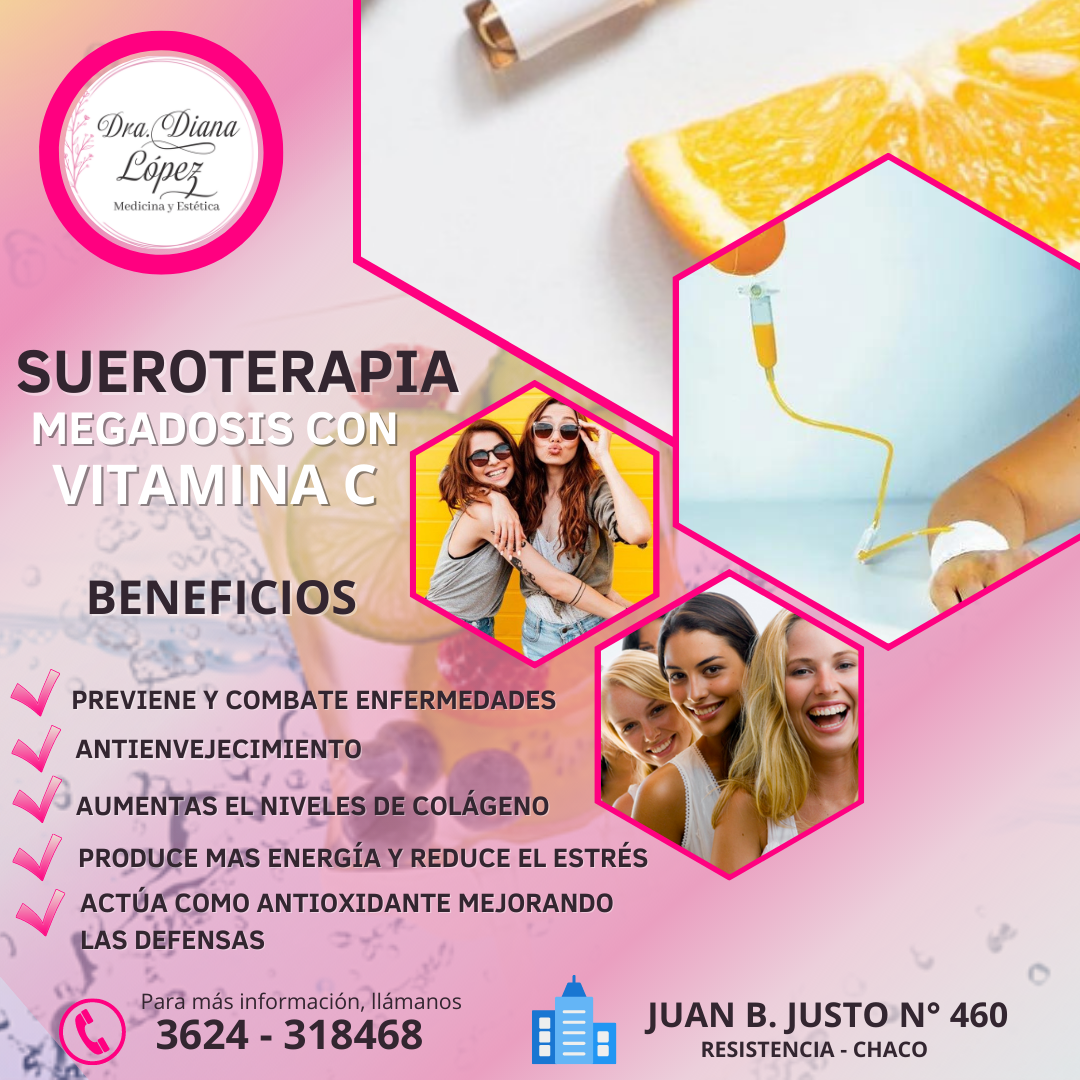 Dra. Diana
López
Medicina y Estética
SUEROTERAPIA
MEGADOSIS CON
VITAMINA C
BENEFICIOS
PREVIENE Y COMBATE ENFERMEDADES
ANTIENVEJECIMIENTO
AUMENTAS EL NIVELES DE COLÁGENO
PRODUCE MAS ENERGÍA Y REDUCE EL ESTRÉS
ACTÚA COMO ANTIOXIDANTE MEJORANDO
LAS DEFENSAS
Para más información, llámanos
3624 - 318468
JUAN B. JUSTO N° 460
RESISTENCIA - CHACO